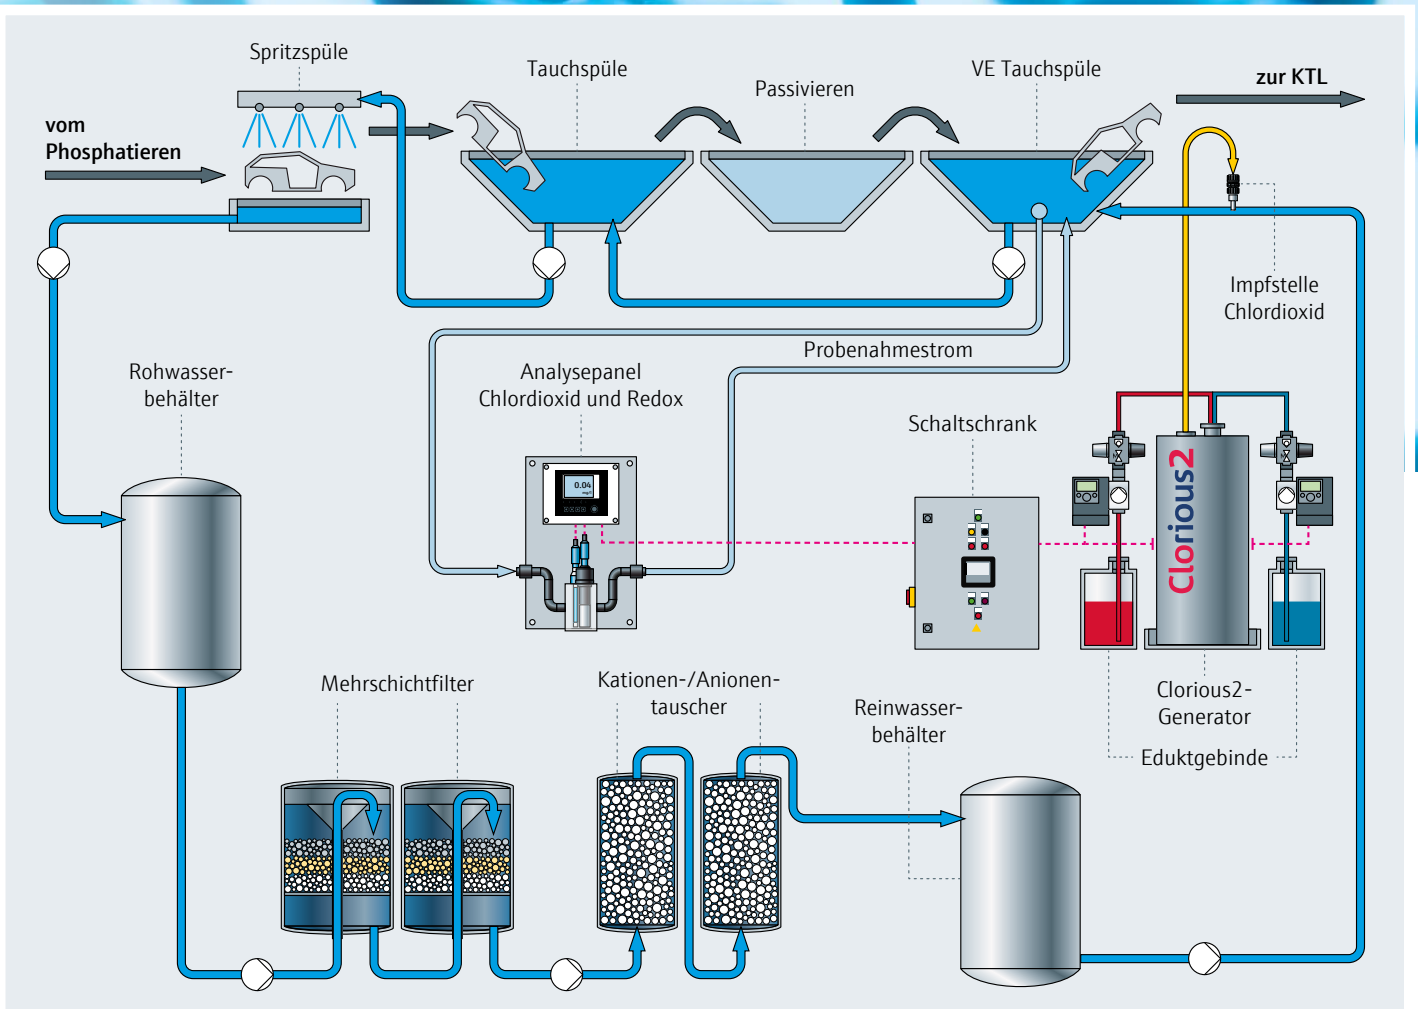 Spritzspüle
Tauchspüle
Passivieren
VE Tauchspüle
zur KTL
vom
Phosphatieren
Impfstelle
Chlordioxid
Probenahmestrom
Rohwasser-
behälter
Analysepanel
Chlordioxid und Redox
Schaltschrank
0.04
mg/l
Clorious2
Mehrschichtfilter
Kationen-/Anionen-
tauscher
Reinwasser-
behälter
Clorious2-
Generator
Eduktgebinde